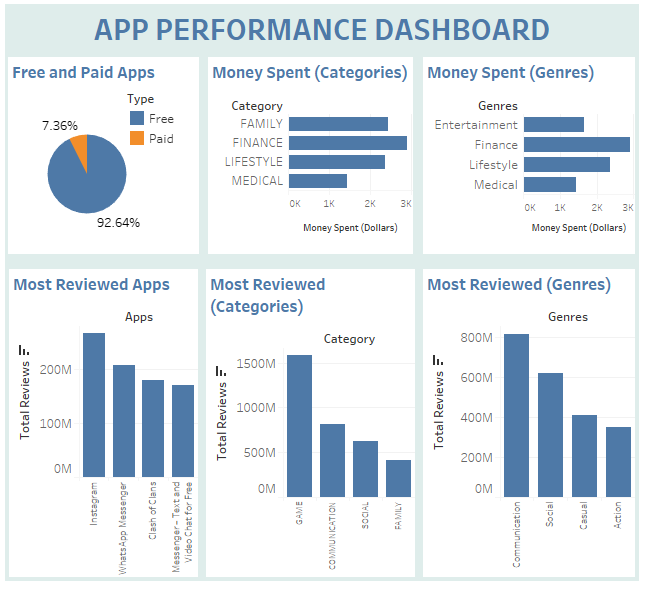 APP PERFORMANCE DASHBOARD
Free and Paid Apps
Type
Free
Paid
7.36%
92.64%
Money Spent (Categories)
Category
FAMILY
FINANCE
LIFESTYLE
MEDICAL
0K 1K 2K 3K
Money Spent (Dollars)
Money Spent (Genres)
Genres
Entertainment
Finance
Lifestyle
Medical
0K 1K 2K 3K
Money Spent (Dollars)
Most Reviewed Apps
Apps
Total Reviews
200M
100M
0M
Instagram
WhatsApp Messenger
Clash of Clans
Messenger – Text and
Video Chat for Free
Most Reviewed
(Categories)
Category
Total Reviews
1500M
1000M
500M
0M
GAME
COMMUNICATION
SOCIAL
FAMILY
Most Reviewed (Genres)
Genres
Total Reviews
800M
600M
400M
200M
0M
Communication
Social
Casual
Action